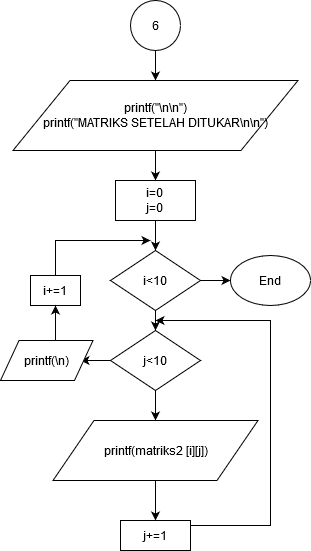 6
printf("\n\n")
printf("MATRIKS SETELAH DITUKAR\n\n")
i=0
j=0
i<10
End
i+=1
j<10
printf(\n)
printf(matriks2 [i][j])
j+=1